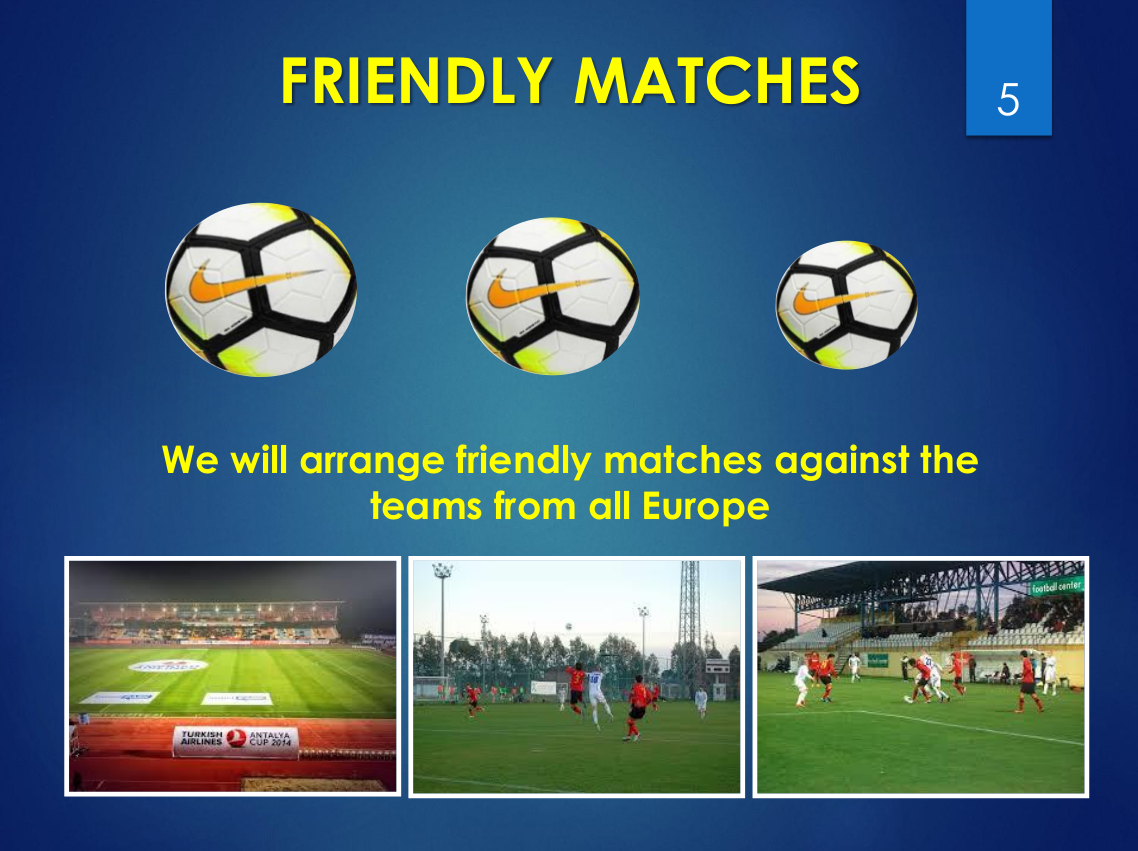 FRIENDLY MATCHES
5
We will arrange friendly matches against the
teams from all Europe
TURKISH AIRLINES ANTALYA CUP 2014
football center